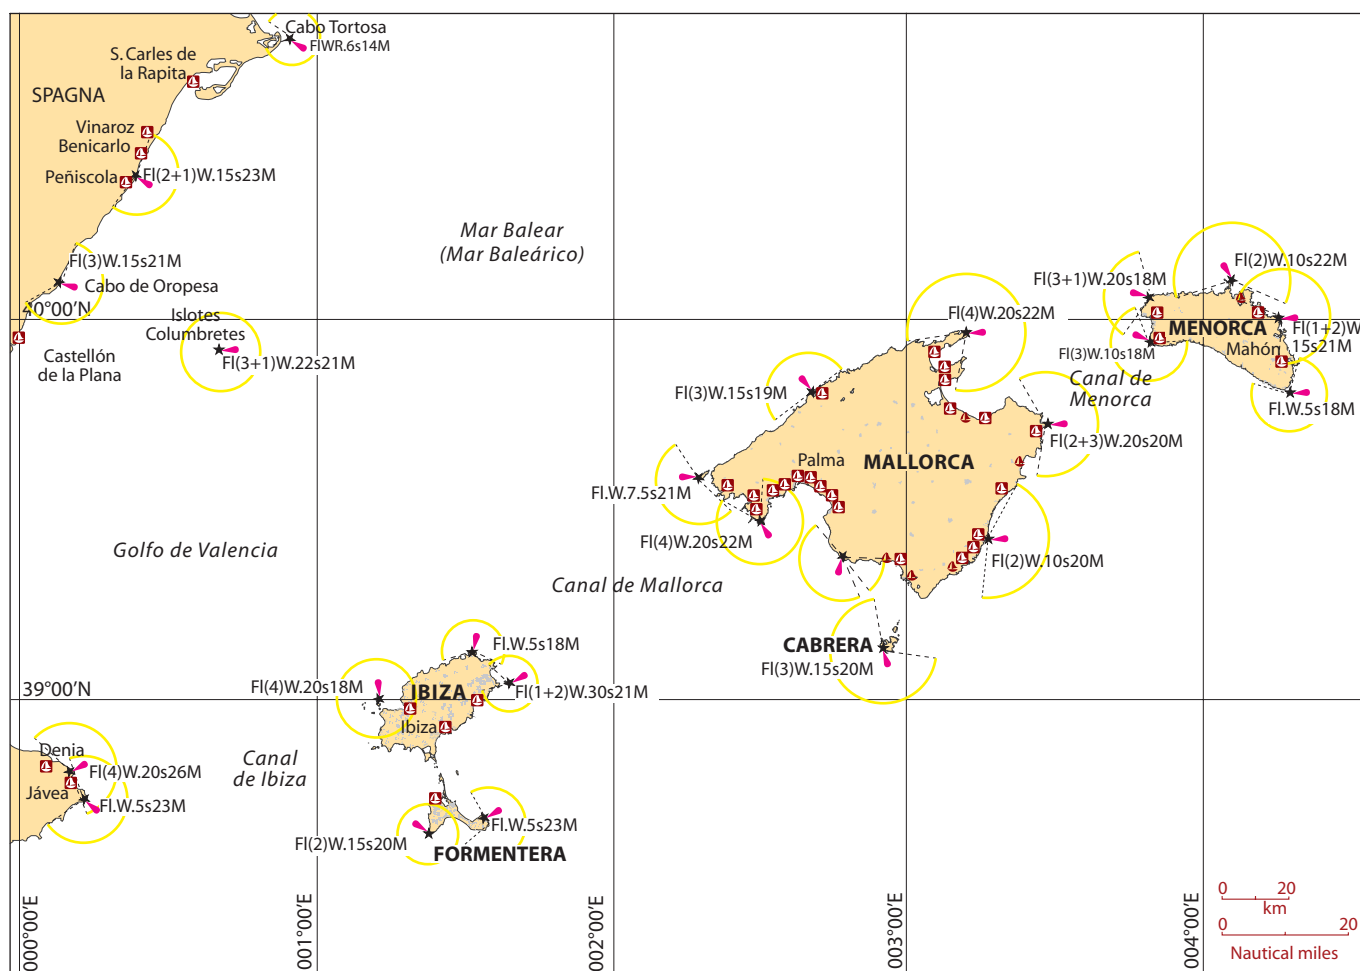 Cabo Tortosa
FlWR.6s14M
S. Carles de
la Rapita
SPAGNA
Vinaroz
Benicarlo
Peñiscola
Fl(2+1)W.15s23M
Mar Balear
(Mar Baleárico)
Fl(3)W.15s21M
Cabo de Oropesa
40°00’00’’N
Islotes
Columbretes
Castellón
de la Plana
Fl(3+1)W.22s21M
Fl(2)W.10s22M
Fl(3+1)W.20s18M
Fl(4)W.20s22M
MENORCA
Fl(1+2)W
15s21M
Mahón
Fl(3)W.10s18M
Canal de
Menorca
Fl.W.5s18M
Fl(3)W.15s19M
Fl(2+3)W.20s20M
Palma
MALLORCA
Fl.W.7.5s21M
Fl(4)W.20s22M
Golfo de Valencia
Fl(2)W.10s20M
Canal de Mallorca
CABRERA
Fl(3)W.15s20M
Fl.W.5s18M
39°00’00’’N
Fl(4)W.20s18M
IBIZA
Fl(1+2)W.30s21M
Ibiza
Canal
de Ibiza
Denia
Fl(4)W.20s26M
Jávea
Fl.W.5s23M
Fl.W.5s23M
Fl(2)W.15s20M
FORMENTERA
000°00’00’’E
001°00’00’’E
002°00’00’’E
003°00’00’’E
004°00’00’’E
0 20
km
0 20
Nautical miles